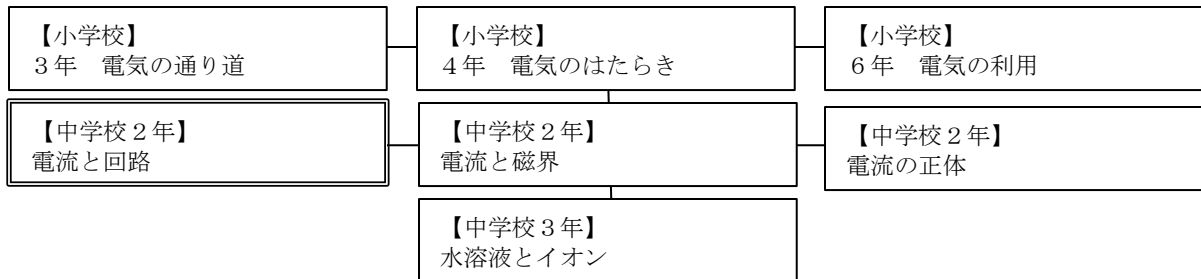 【小学校】
３年　電気の通り道
【小学校】
４年　電気のはたらき
【小学校】
６年　電気の利用
【中学校２年】
電流と回路
【中学校２年】
電流と磁界
【中学校２年】
電流の正体
【中学校３年】
水溶液とイオン